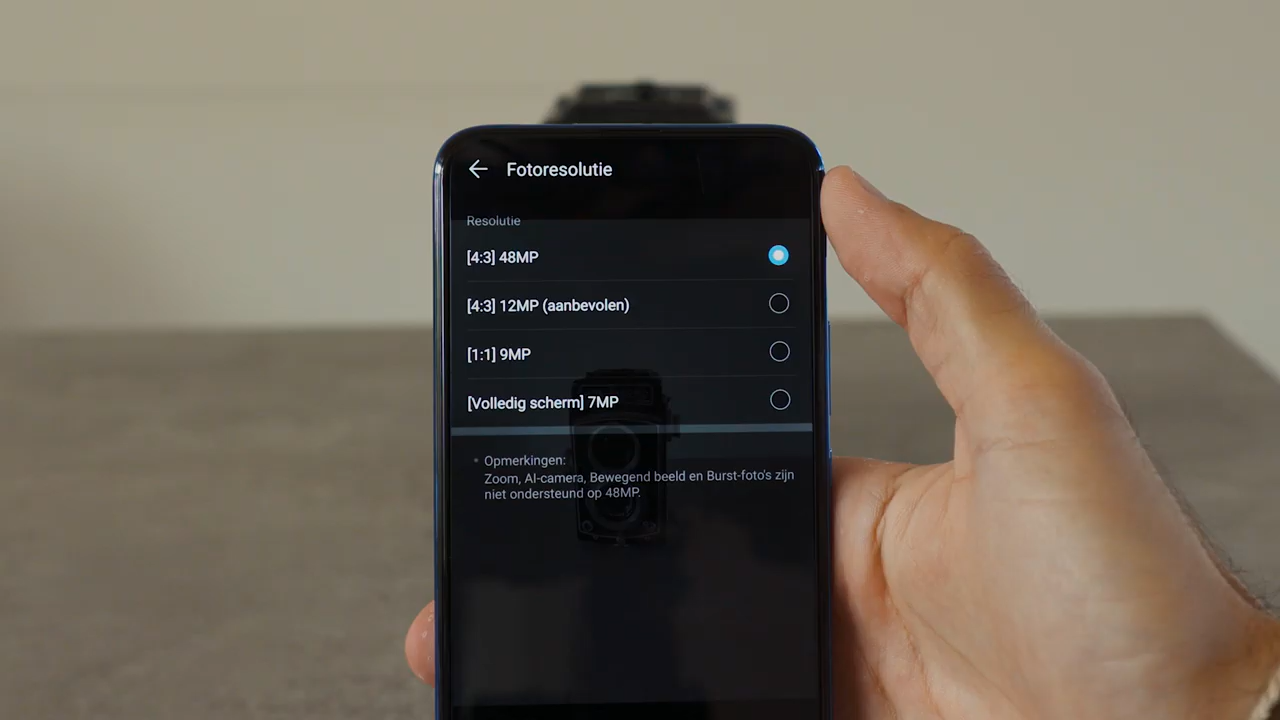 Fotoresolutie
Resolutie
[4:3] 48MP
[4:3] 12MP (aanbevolen)
[1:1] 9MP
[Volledig scherm] 7MP
* Opmerkingen:
Zoom, AI-camera, Bewegend beeld en Burst-foto's zijn
niet ondersteund op 48MP.